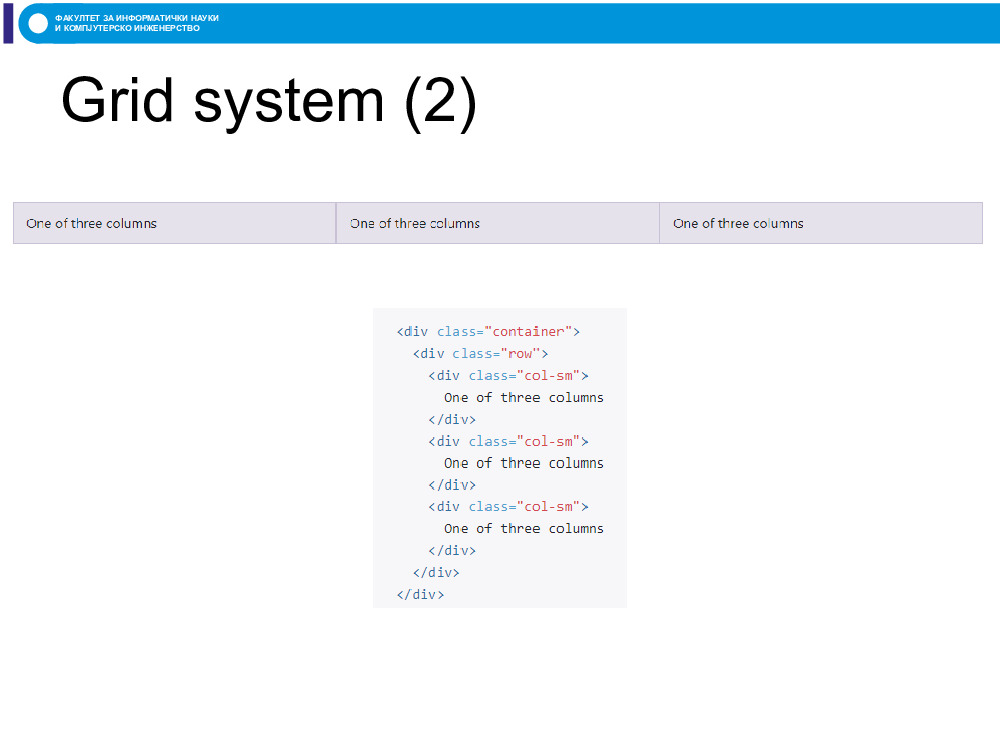 ФАКУЛТЕТ ЗА ИНФОРМАТИЧКИ НАУКИ
И КОМПЈУТЕРСКО ИНЖЕНЕРСТВО
Grid system (2)
One of three columns One of three columns One of three columns
<div class="container">
  <div class="row">
    <div class="col-sm">
      One of three columns
    </div>
    <div class="col-sm">
      One of three columns
    </div>
    <div class="col-sm">
      One of three columns
    </div>
  </div>
</div>